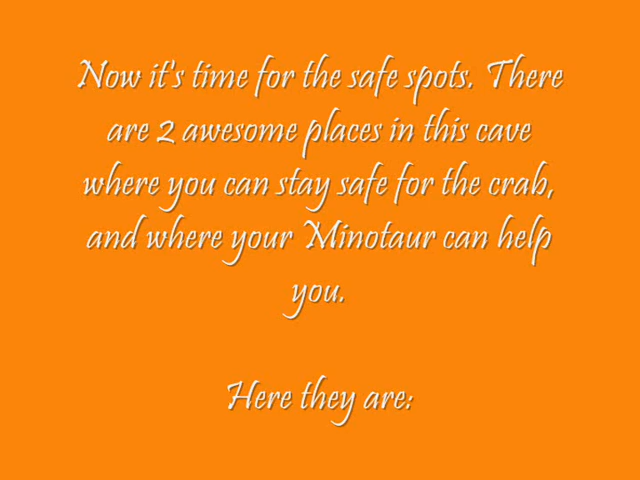 Now it's time for the safe spots. There
are 2 awesome places in this cave
where you can stay safe for the crab,
and where your Minotaur can help
you.
Here they are: